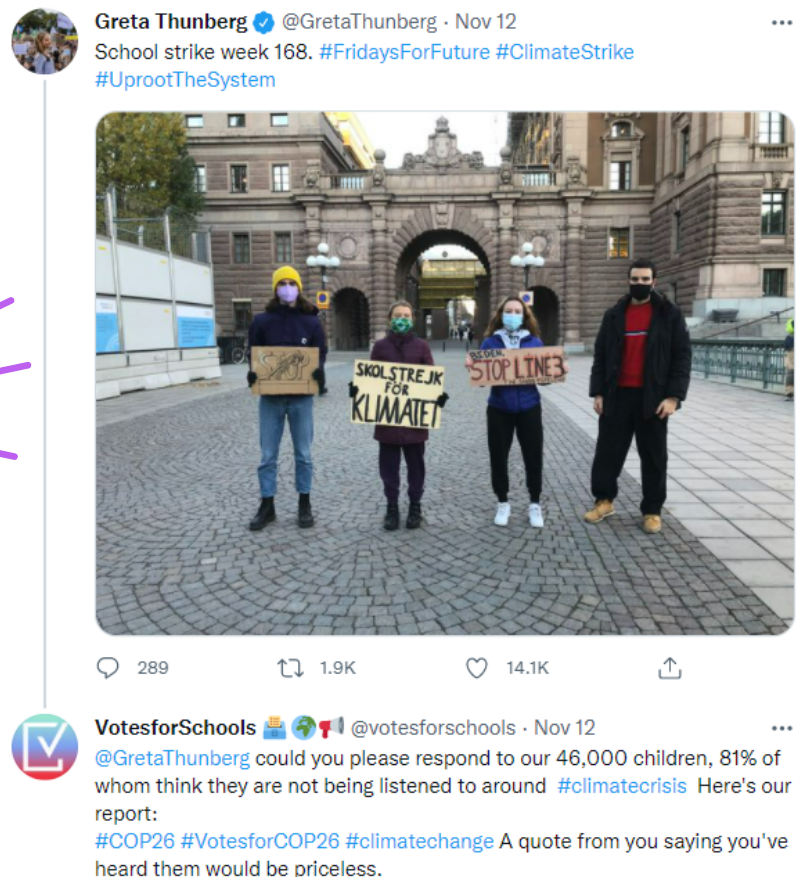 Greta Thunberg @GretaThunberg · Nov 12
School strike week 168. #FridaysForFuture #ClimateStrike
#UprootTheSystem
SKOLSTREJK
FÖR
KLIMATET
BIDEN,
STOP LINE 3
289 1.9K 14.1K
VotesforSchools @votesforschools · Nov 12
@GretaThunberg could you please respond to our 46,000 children, 81% of
whom think they are not being listened to around #climatecrisis Here's our
report:
#COP26 #VotesforCOP26 #climatechange A quote from you saying you've
heard them would be priceless.